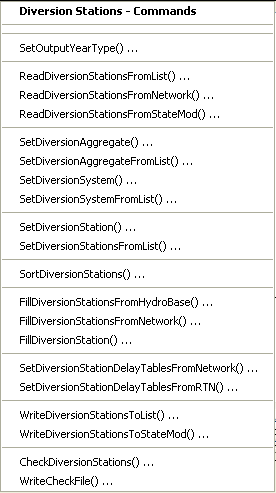 Diversion Stations - Commands
SetOutputYearType() ...
ReadDiversionStationsFromList() ...
ReadDiversionStationsFromNetwork() ...
ReadDiversionStationsFromStateMod() ...
SetDiversionAggregate() ...
SetDiversionAggregateFromList() ...
SetDiversionSystem() ...
SetDiversionSystemFromList() ...
SetDiversionStation() ...
SetDiversionStationsFromList() ...
SortDiversionStations() ...
FillDiversionStationsFromHydroBase() ...
FillDiversionStationsFromNetwork() ...
FillDiversionStation() ...
SetDiversionStationDelayTablesFromNetwork() ...
SetDiversionStationDelayTablesFromRTN() ...
WriteDiversionStationsToList() ...
WriteDiversionStationsToStateMod() ...
CheckDiversionStations() ...
WriteCheckFile() ...